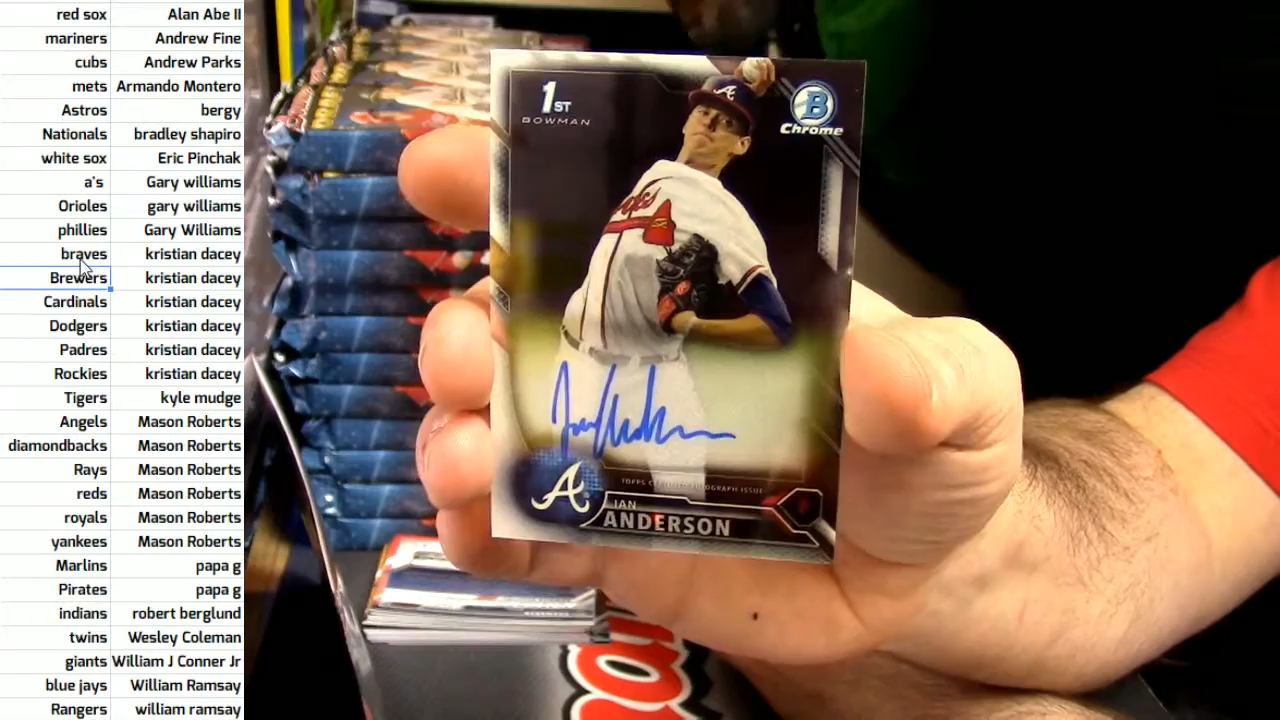 red sox Alan Abe II
mariners Andrew Fine
cubs Andrew Parks
mets Armando Montero
Astros bergy
Nationals bradley shapiro
white sox Eric Pinchak
a's Gary williams
Orioles gary williams
phillies Gary Williams
braves kristian dacey
Brewers kristian dacey
Cardinals kristian dacey
Dodgers kristian dacey
Padres kristian dacey
Rockies kristian dacey
Tigers kyle mudge
Angels Mason Roberts
diamondbacks Mason Roberts
Rays Mason Roberts
reds Mason Roberts
royals Mason Roberts
yankees Mason Roberts
Marlins papa g
Pirates papa g
indians robert berglund
twins Wesley Coleman
giants William J Conner Jr
blue jays William Ramsay
Rangers william ramsay
1ST
BOWMAN
B
Chrome
A
TOPPS CERTIFIED AUTOGRAPH ISSUE
A
IAN
ANDERSON
P